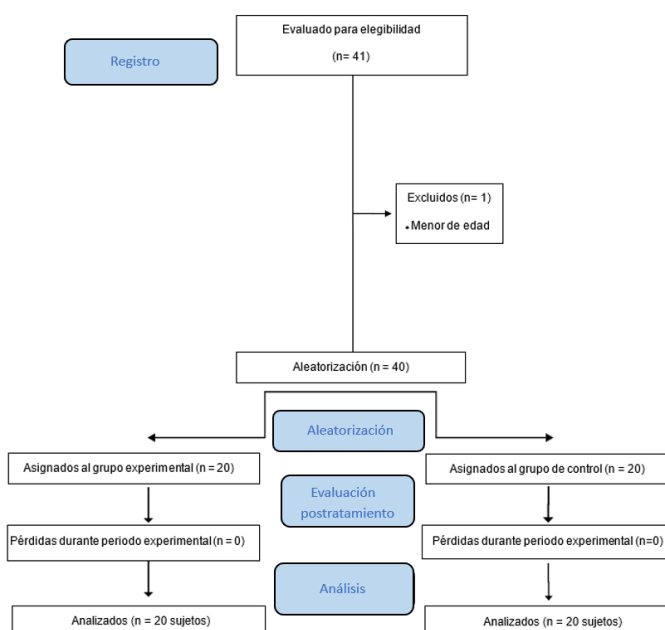 Evaluado para elegibilidad
(n= 41)
Registro
Excluidos (n= 1)
• Menor de edad
Aleatorización (n = 40)
Aleatorización
Asignados al grupo experimental (n = 20)
Asignados al grupo de control (n = 20)
Evaluación
postratamiento
Pérdidas durante periodo experimental (n = 0)
Pérdidas durante periodo experimental (n=0)
Análisis
Analizados (n = 20 sujetos)
Analizados (n = 20 sujetos)